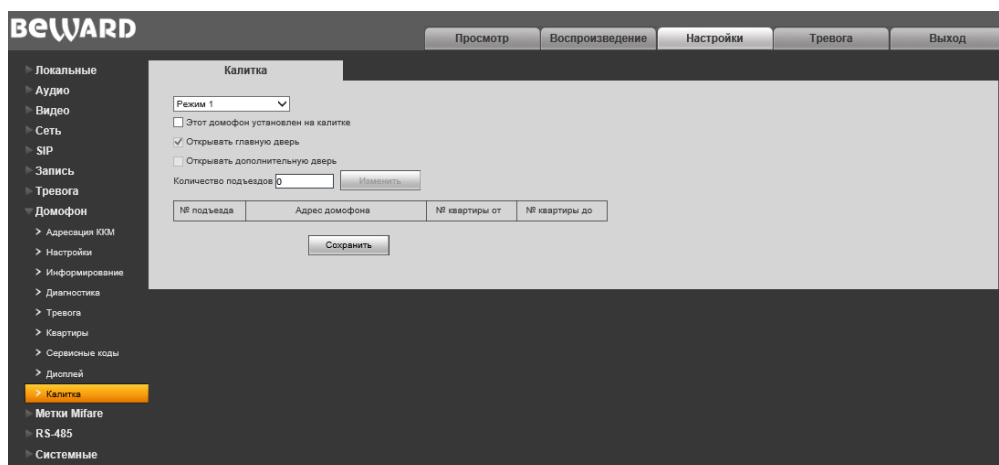 BEWARD
Просмотр Воспроизведение Настройки Тревога Выход
Локальные
Аудио
Видео
Сеть
SIP
Запись
Тревога
Домофон
Адресация ККМ
Настройки
Информирование
Диагностика
Тревога
Квартиры
Сервисные коды
Дисплей
Калитка
Метки Mifare
RS-485
Системные
Калитка
Режим 1
Этот домофон установлен на калитке
Открывать главную дверь
Открывать дополнительную дверь
Количество подъездов 0 Изменить
№ подъезда Адрес домофона № квартиры от № квартиры до
Сохранить